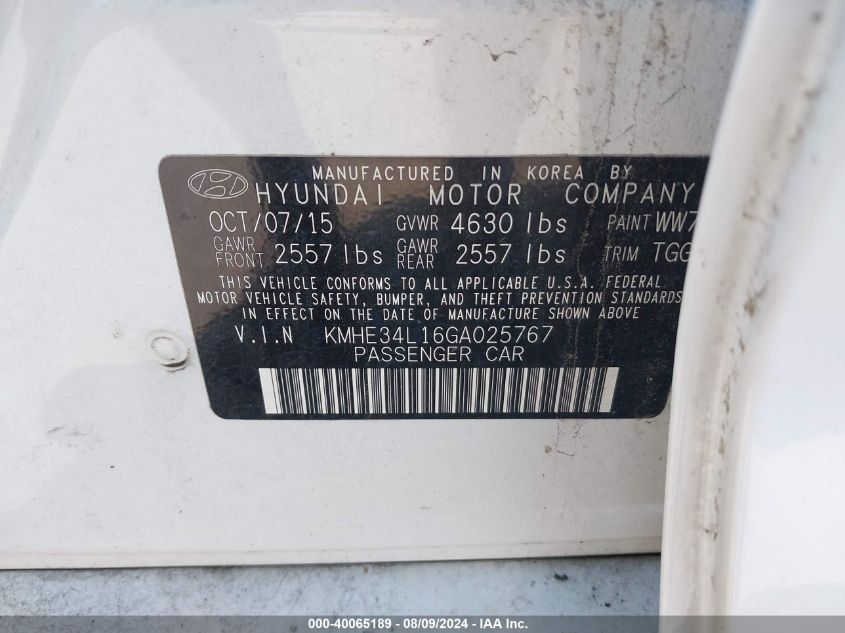 MANUFACTURED IN KOREA BY
HYUNDAI MOTOR COMPANY
OCT/07/15 GVWR 4630 lbs PAINT WW7
GAWR FRONT 2557 lbs GAWR REAR 2557 lbs TRIM TGG
THIS VEHICLE CONFORMS TO ALL APPLICABLE U.S.A. FEDERAL
MOTOR VEHICLE SAFETY, BUMPER, AND THEFT PREVENTION STANDARDS
IN EFFECT ON THE DATE OF MANUFACTURE SHOWN ABOVE.
V.I.N KMHE34L16GA025767
PASSENGER CAR
000-40065189 - 08/09/2024 - IAA Inc.